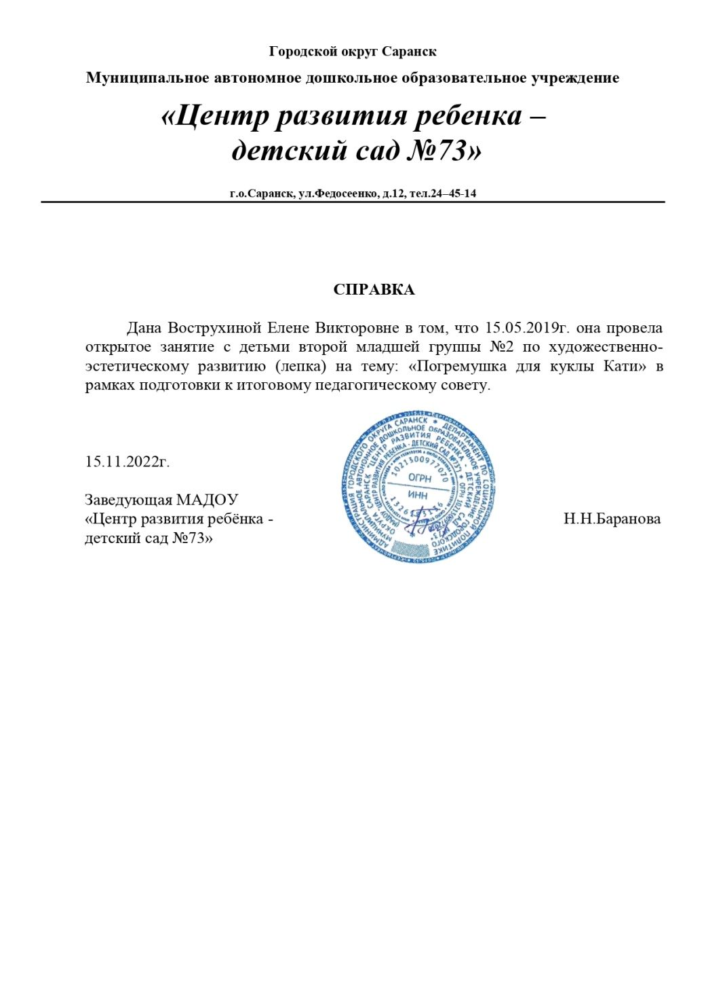 Городской округ Саранск
Муниципальное автономное дошкольное образовательное учреждение
«Центр развития ребенка –
детский сад №73»
г.о.Саранск, ул.Федосеенко, д.12, тел.24–45-14
СПРАВКА
Дана Вострухиной Елене Викторовне в том, что 15.05.2019г. она провела
открытое занятие с детьми второй младшей группы №2 по художественно-
эстетическому развитию (лепка) на тему: «Погремушка для куклы Кати» в
рамках подготовки к итоговому педагогическому совету.
15.11.2022г.
Заведующая МАДОУ
«Центр развития ребёнка -
детский сад №73»
Н.Н.Баранова
АДМИНИСТРАЦИЯ ГОРОДСКОГО ОКРУГА САРАНСК * ДЕПАРТАМЕНТ ПО СОЦИАЛЬНОЙ ПОЛИТИКЕ
МУНИЦИПАЛЬНОЕ АВТОНОМНОЕ ДОШКОЛЬНОЕ ОБРАЗОВАТЕЛЬНОЕ УЧРЕЖДЕНИЕ ГОРОДСКОГО
ОКРУГА САРАНСК "ЦЕНТР РАЗВИТИЯ РЕБЕНКА - ДЕТСКИЙ САД
1021300977070
ОГРН
ИНН